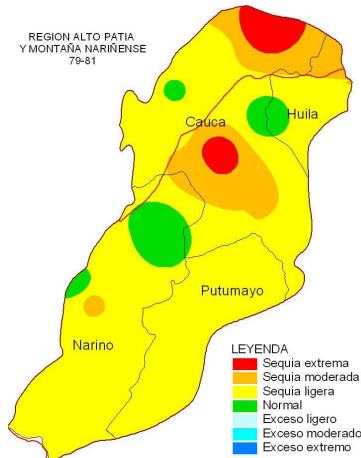 REGION ALTO PATIA
Y MONTAÑA NARIÑENSE
79-81
Cauca
Huila
Putumayo
Narino
LEYENDA
Sequia extrema
Sequia moderada
Sequia ligera
Normal
Exceso ligero
Exceso moderado
Exceso extremo